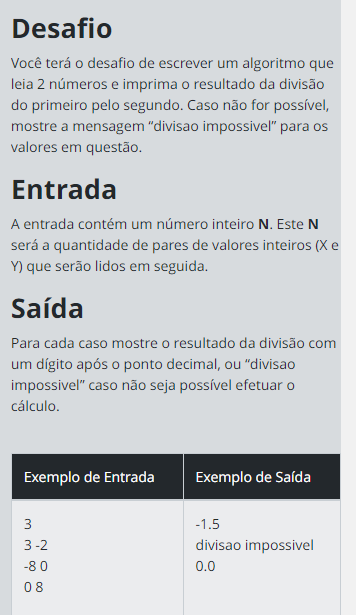 Desafio
Você terá o desafio de escrever um algoritmo que
leia 2 números e imprima o resultado da divisão
do primeiro pelo segundo. Caso não for possível,
mostre a mensagem “divisao impossivel” para os
valores em questão.
Entrada
A entrada contém um número inteiro N. Este N
será a quantidade de pares de valores inteiros (X e
Y) que serão lidos em seguida.
Saída
Para cada caso mostre o resultado da divisão com
um dígito após o ponto decimal, ou “divisao
impossivel” caso não seja possível efetuar o
cálculo.
Exemplo de Entrada
Exemplo de Saída
3
3 -2
-8 0
0 8
-1.5
divisao impossivel
0.0